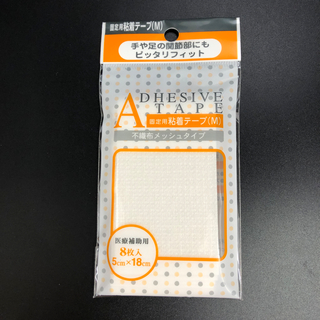 固定用粘着テープ(M)
手や足の関節部にも
ピッタリフィット
ADHESIVE
TAPE
固定用粘着テープ(M)
不織布メッシュタイプ
医療補助用
8枚入
5cm×18cm